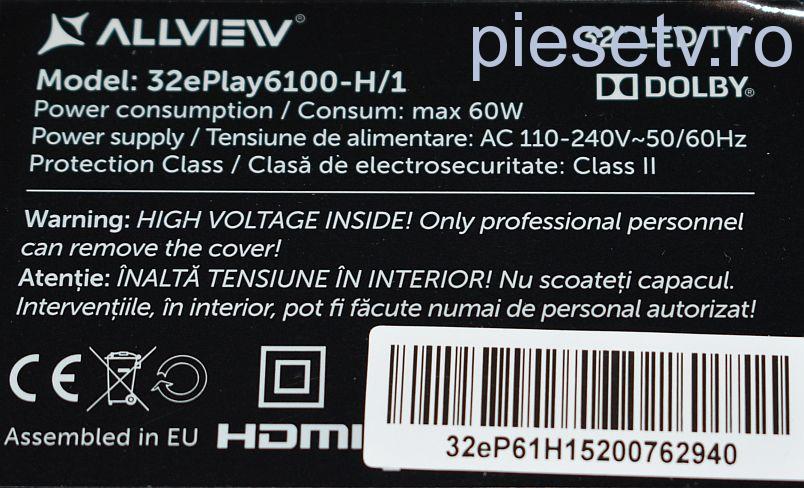 ALLVIEW®
32" LED TV
piesetv.ro
Model: 32ePlay6100-H/1
DOLBY®
Power consumption / Consum: max 60W
Power supply / Tensiune de alimentare: AC 110-240V~50/60Hz
Protection Class / Clasă de electrosecuritate: Class II
Warning: HIGH VOLTAGE INSIDE! Only professional personnel
can remove the cover!
Atenție: ÎNALTĂ TENSIUNE ÎN INTERIOR! Nu scoateți capacul.
Intervențiile, în interior, pot fi făcute numai de personal autorizat!
CE
Assembled in EU
HDMI
32eP61H15200762940